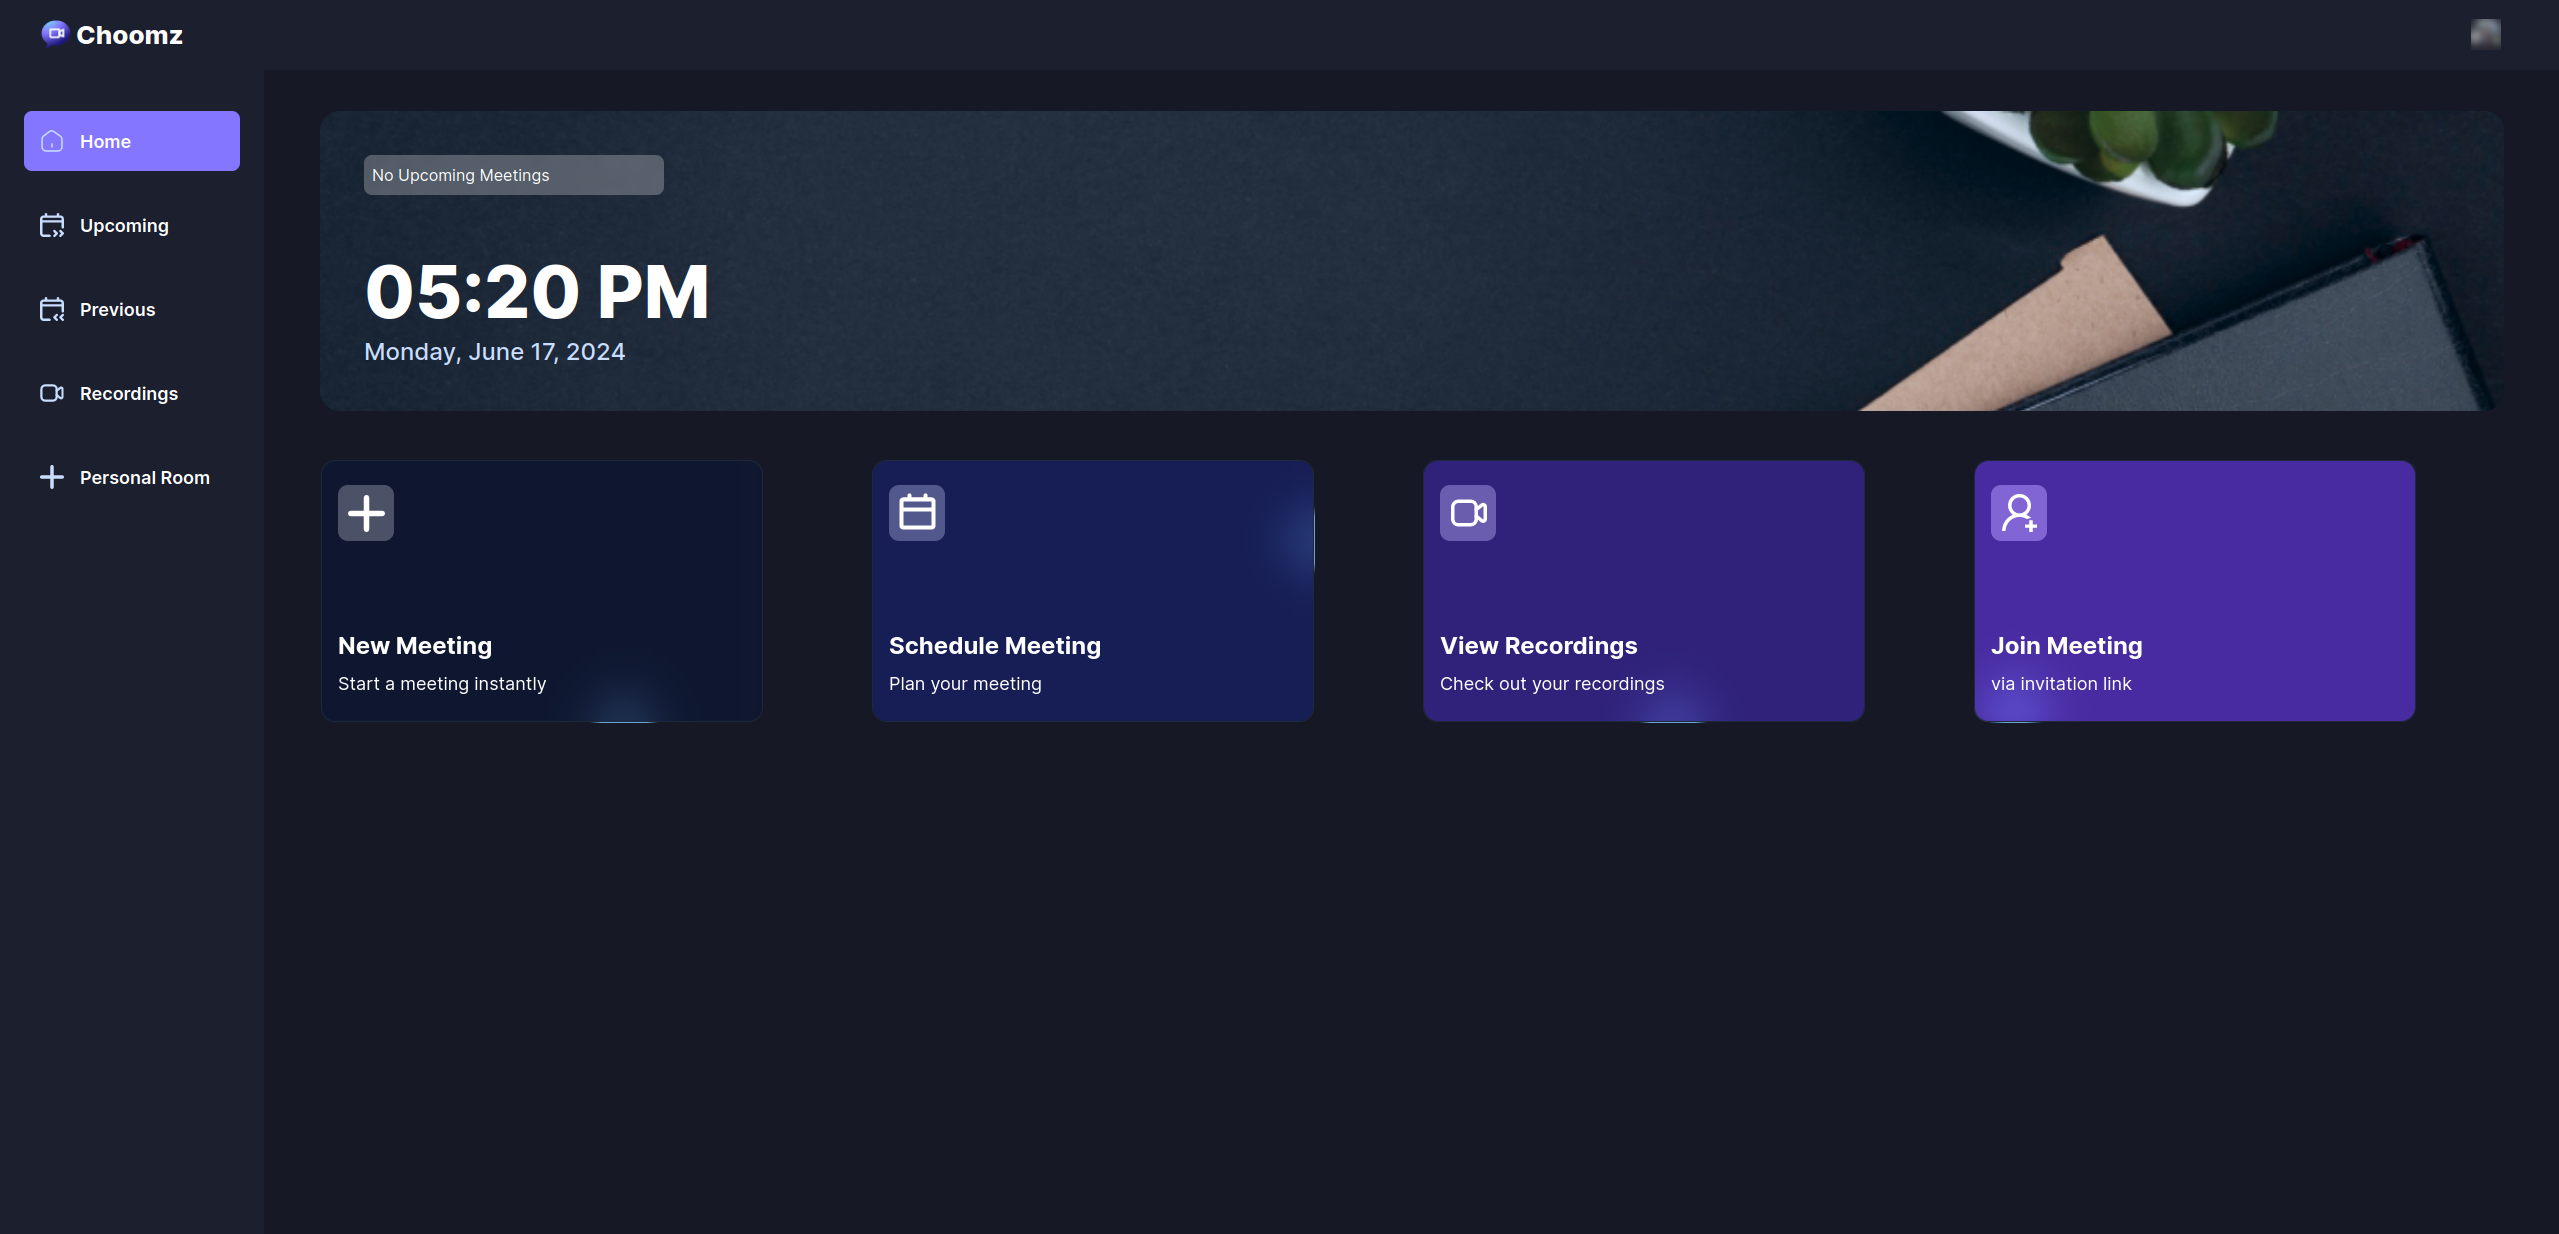 Choomz
Home
Upcoming
Previous
Recordings
Personal Room
No Upcoming Meetings
05:20 PM
Monday, June 17, 2024
New Meeting
Start a meeting instantly
Schedule Meeting
Plan your meeting
View Recordings
Check out your recordings
Join Meeting
via invitation link